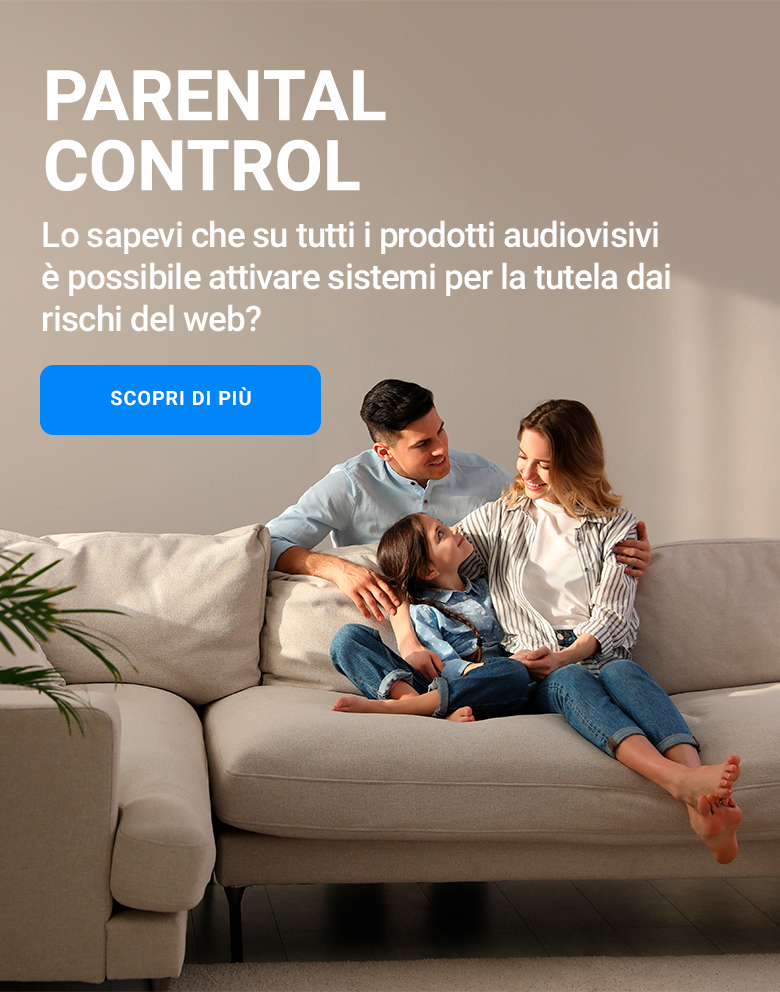 PARENTAL
CONTROL
Lo sapevi che su tutti i prodotti audiovisivi
è possibile attivare sistemi per la tutela dai
rischi del web?
SCOPRI DI PIÙ